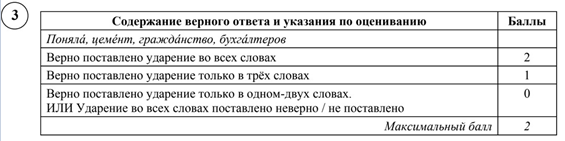 3
Содержание верного ответа и указания по оцениванию Баллы
Понялá, цемéнт, граждáнство, бухгáлтеров
Верно поставлено ударение во всех словах 2
Верно поставлено ударение только в трёх словах 1
Верно поставлено ударение только в одном-двух словах. 0
ИЛИ Ударение во всех словах поставлено неверно / не поставлено
Максимальный балл 2